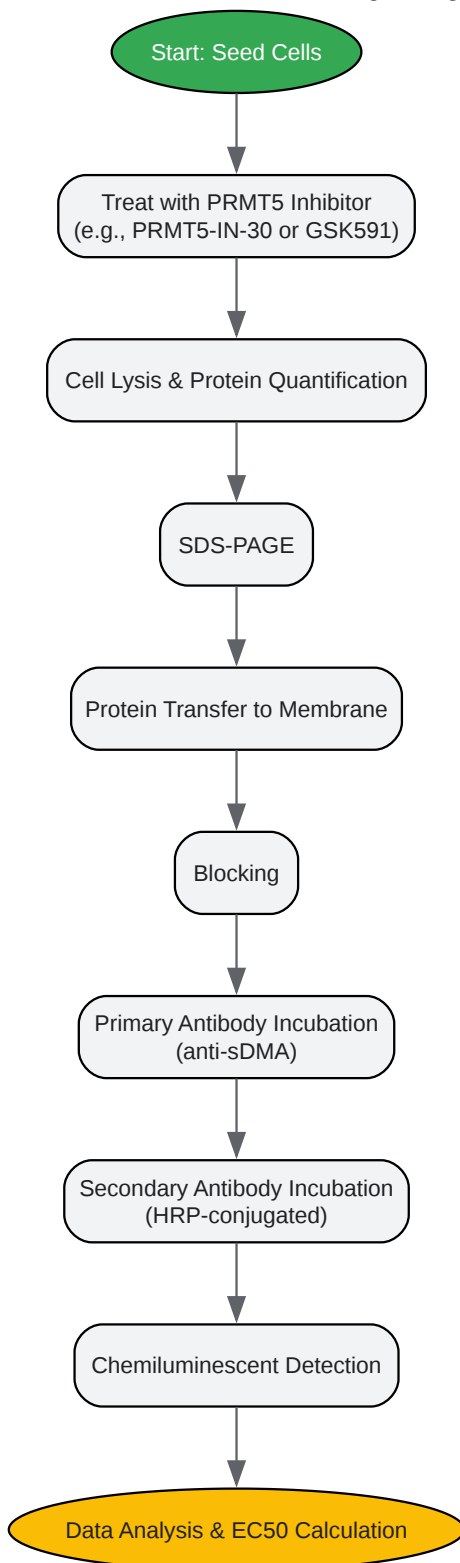 Start: Seed Cells
Treat with PRMT5 Inhibitor
(e.g., PRMT5-IN-30 or GSK591)
Cell Lysis & Protein Quantification
SDS-PAGE
Protein Transfer to Membrane
Blocking
Primary Antibody Incubation
(anti-sDMA)
Secondary Antibody Incubation
(HRP-conjugated)
Chemiluminescent Detection
Data Analysis & EC50 Calculation